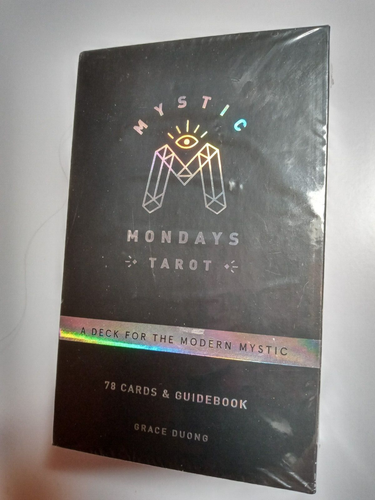 MYSTIC
M
MONDAYS
TAROT
A DECK FOR THE MODERN MYSTIC
78 CARDS & GUIDEBOOK
GRACE DUONG